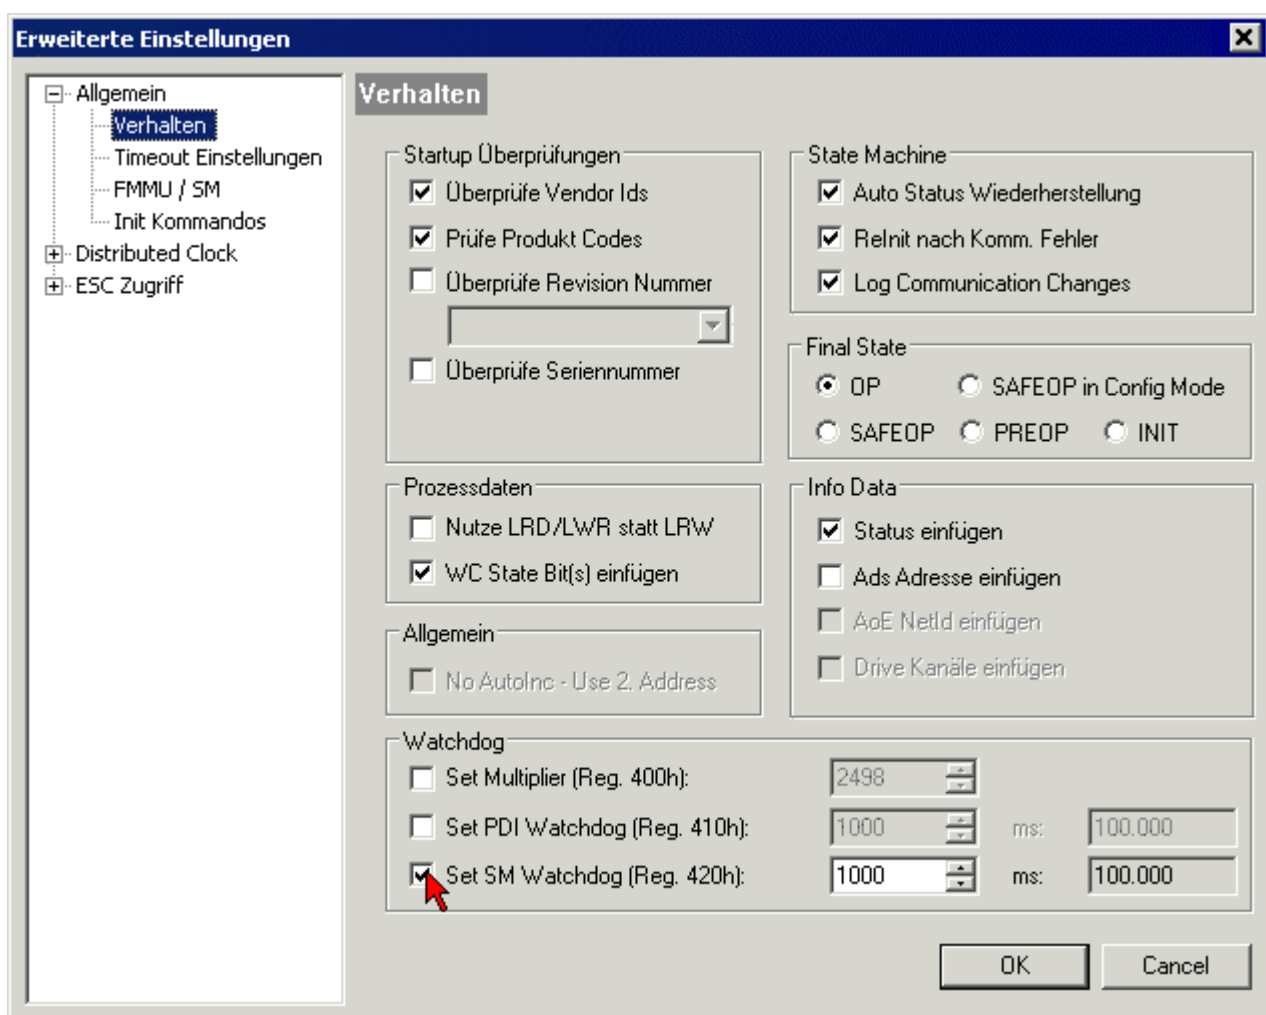 Erweiterte Einstellungen
Allgemein
Verhalten
Timeout Einstellungen
FMMU / SM
Init Kommandos
Distributed Clock
ESC Zugriff
Verhalten
Startup Überprüfungen
Überprüfe Vendor Ids
Prüfe Produkt Codes
Überprüfe Revision Nummer
Überprüfe Seriennummer
State Machine
Auto Status Wiederherstellung
ReInit nach Komm. Fehler
Log Communication Changes
Final State
OP SAFEOP in Config Mode
SAFEOP PREOP INIT
Prozessdaten
Nutze LRD/LWR statt LRW
WC State Bit(s) einfügen
Info Data
Status einfügen
Ads Adresse einfügen
AoE NetId einfügen
Drive Kanäle einfügen
Allgemein
No AutoInc - Use 2. Address
Watchdog
Set Multiplier (Reg. 400h): 2498
Set PDI Watchdog (Reg. 410h): 1000 ms: 100.000
Set SM Watchdog (Reg. 420h): 1000 ms: 100.000
OK Cancel